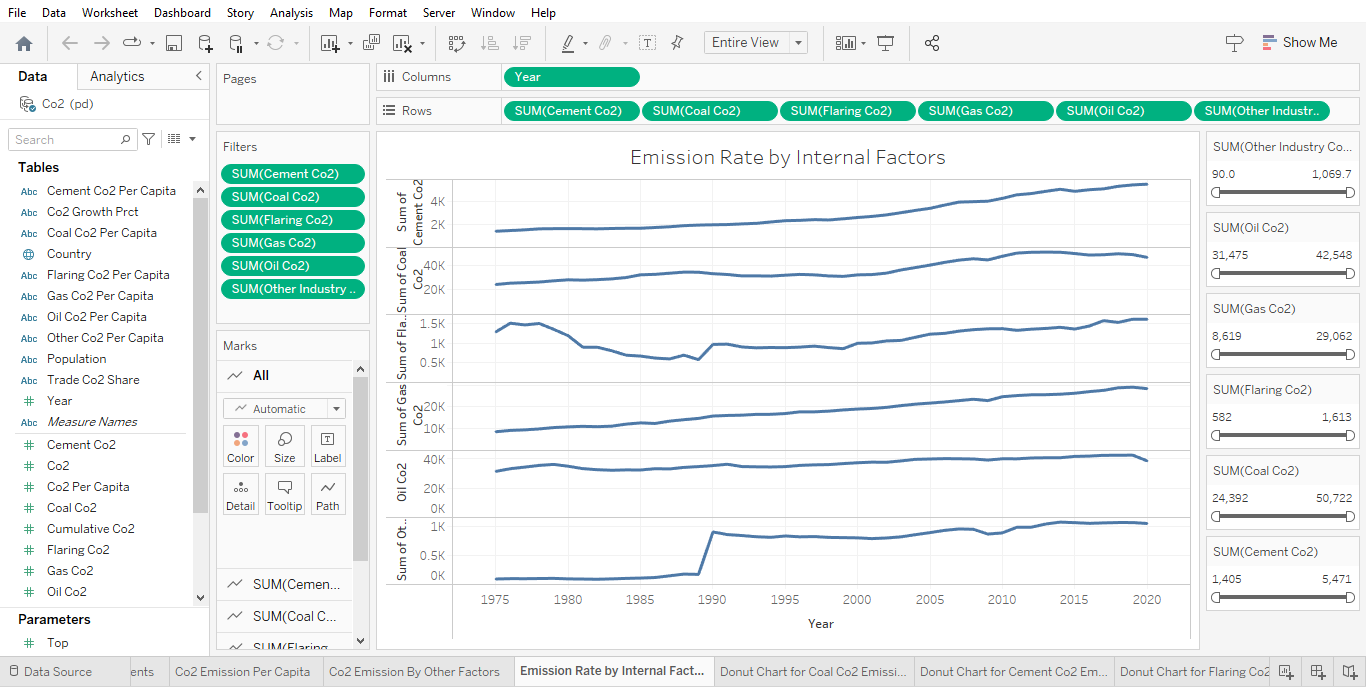 File Data Worksheet Dashboard Story Analysis Map Format Server Window Help
Entire View
Show Me
Data Analytics
Co2 (pd)
Search
Tables
Abc Cement Co2 Per Capita
Abc Co2 Growth Prct
Abc Coal Co2 Per Capita
Country
Abc Flaring Co2 Per Capita
Abc Gas Co2 Per Capita
Abc Oil Co2 Per Capita
Abc Other Co2 Per Capita
Abc Population
Abc Trade Co2 Share
# Year
Abc Measure Names
# Cement Co2
# Co2
# Co2 Per Capita
# Coal Co2
# Cumulative Co2
# Flaring Co2
# Gas Co2
# Oil Co2
Parameters
# Top
Pages
Filters
SUM(Cement Co2)
SUM(Coal Co2)
SUM(Flaring Co2)
SUM(Gas Co2)
SUM(Oil Co2)
SUM(Other Industry ..
Marks
All
Automatic
Color Size Label
Detail Tooltip Path
SUM(Cemen...
SUM(Coal C...
SUM(Flaring
Columns Year
Rows SUM(Cement Co2) SUM(Coal Co2) SUM(Flaring Co2) SUM(Gas Co2) SUM(Oil Co2) SUM(Other Industr..
Emission Rate by Internal Factors
Sum of
Cement Co2
4K
2K
Sum of Coal
Co2
40K
20K
Sum of Fla..
1.5K
1K
0.5K
Sum of Gas
Co2
20K
10K
Oil Co2
40K
20K
0K
Sum of Ot..
1K
0.5K
0K
1975 1980 1985 1990 1995 2000 2005 2010 2015 2020
Year
SUM(Other Industry Co...
90.0 1,069.7
SUM(Oil Co2)
31,475 42,548
SUM(Gas Co2)
8,619 29,062
SUM(Flaring Co2)
582 1,613
SUM(Coal Co2)
24,392 50,722
SUM(Cement Co2)
1,405 5,471
Data Source ents Co2 Emission Per Capita Co2 Emission By Other Factors Emission Rate by Internal Fact... Donut Chart for Coal Co2 Emissi... Donut Chart for Cement Co2 Em... Donut Chart for Flaring Co2